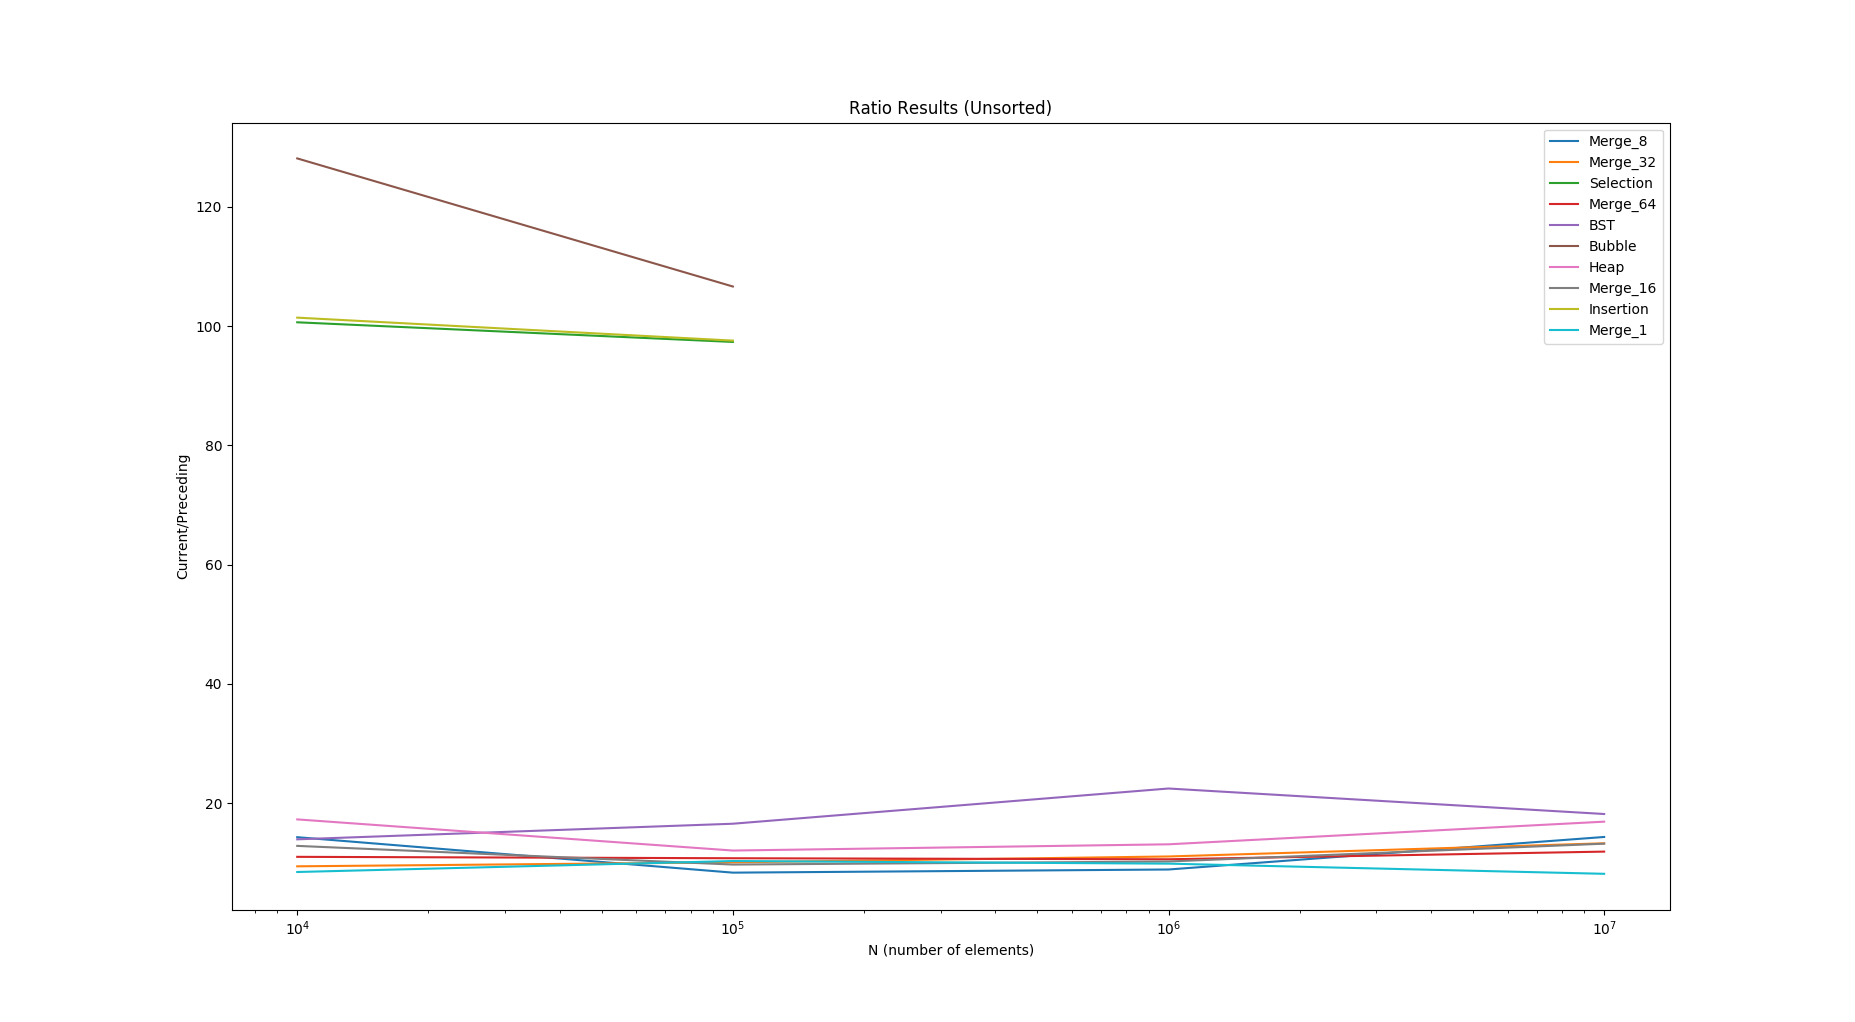 Ratio Results (Unsorted)
Merge_8
Merge_32
Selection
Merge_64
BST
Bubble
Heap
Merge_16
Insertion
Merge_1
Current/Preceding
120
100
80
60
40
20
10⁴ 10⁵ 10⁶ 10⁷
N (number of elements)